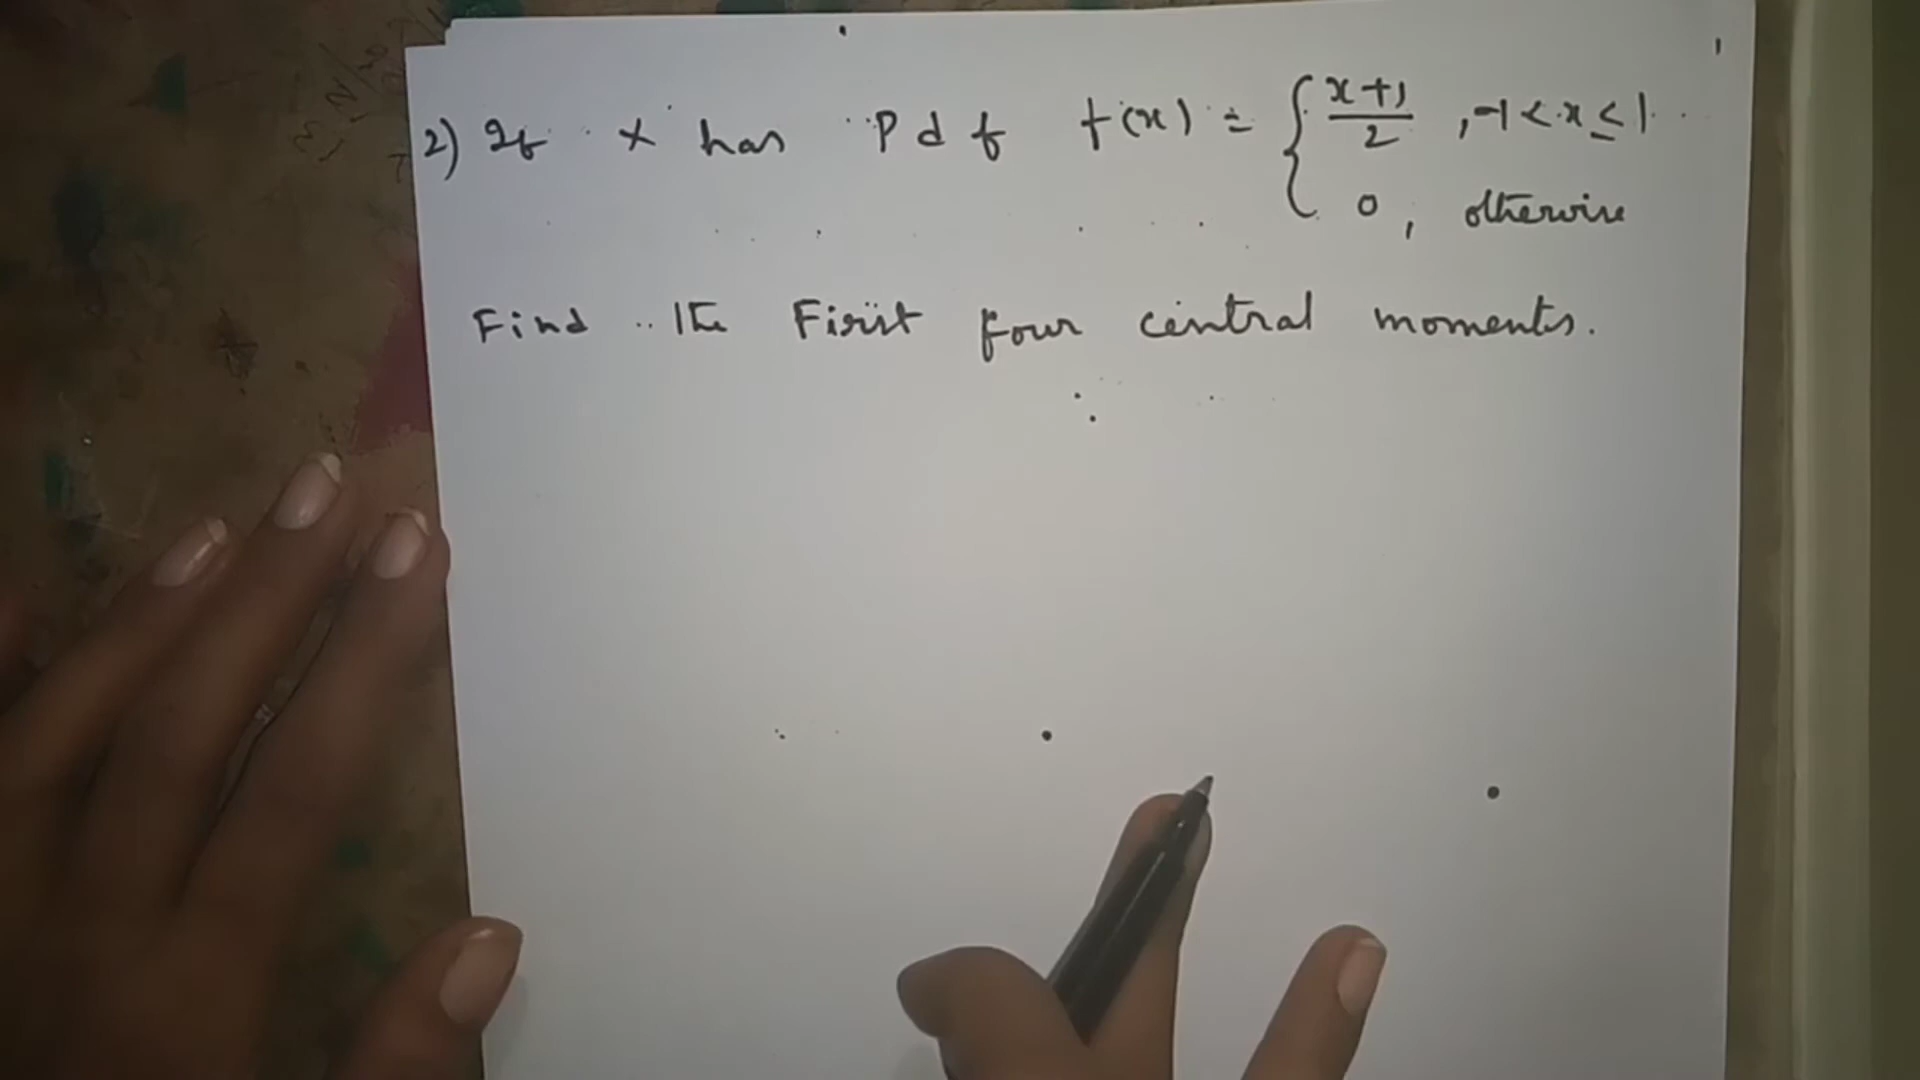 2) If X has Pdf f(x) = { x+1/2 , -1 < x ≤ 1
0 , otherwise
Find the First four central moments.